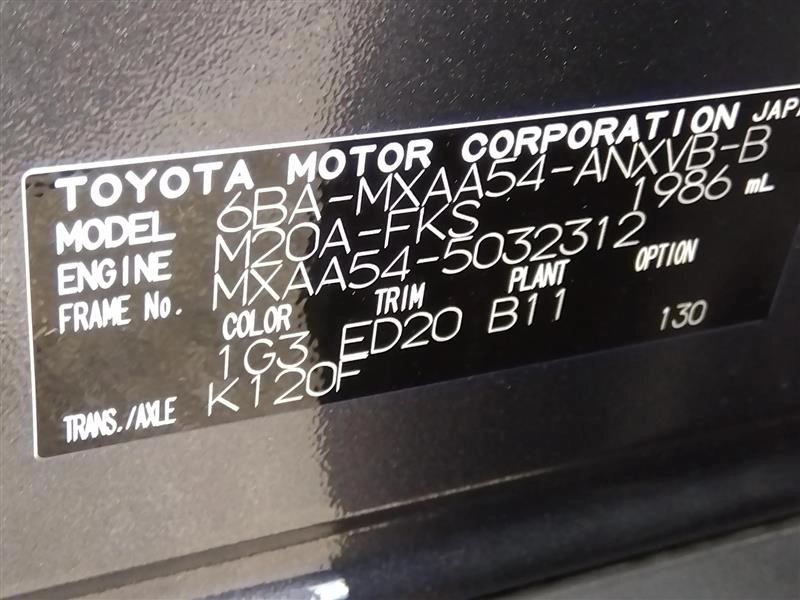 TOYOTA MOTOR CORPORATION JAPA
MODEL 6BA-MXAA54-ANXVB-B
ENGINE M20A-FKS 1986 mL
FRAME No. MXAA54-5032312
COLOR TRIM PLANT OPTION
1G3 ED20 B11 130
TRANS./AXLE K120F